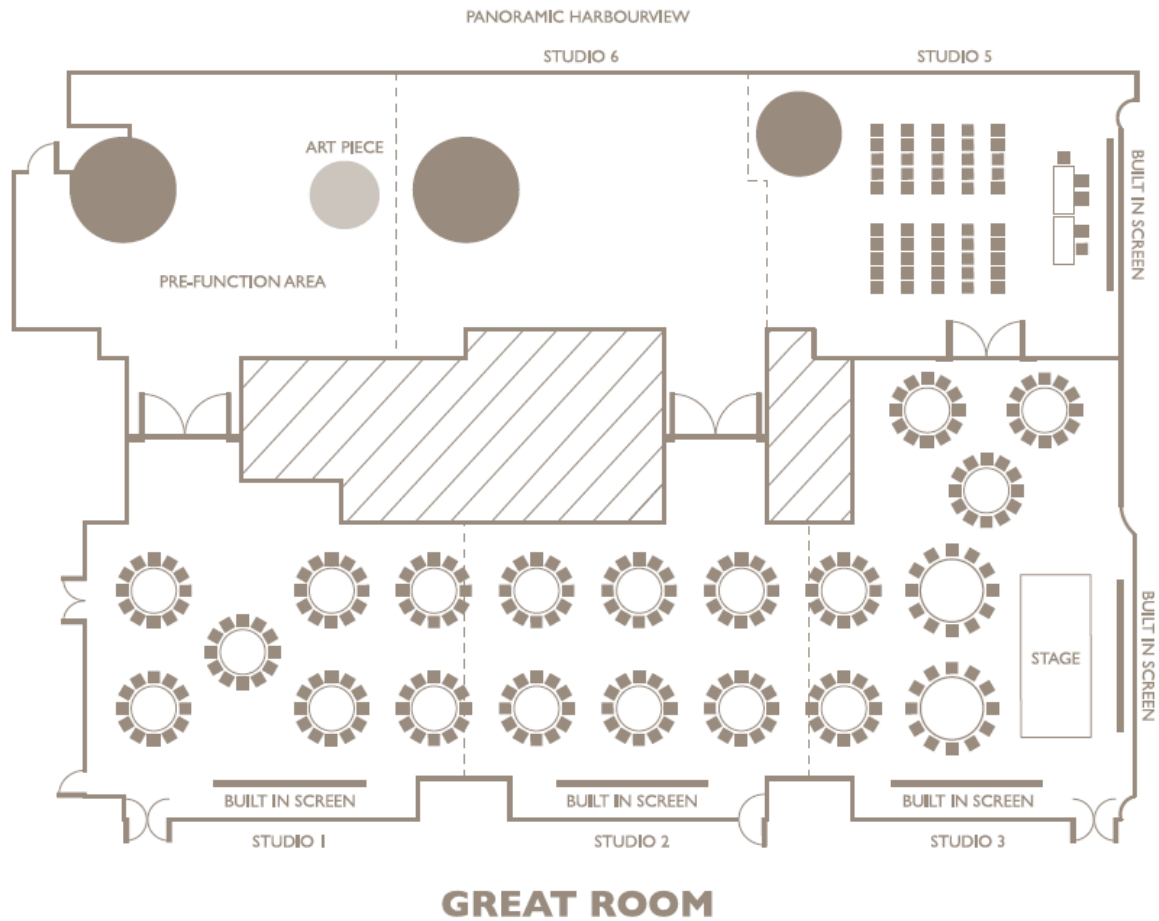 PANORAMIC HARBOURVIEW
STUDIO 6
STUDIO 5
ART PIECE
BUILT IN SCREEN
PRE-FUNCTION AREA
BUILT IN SCREEN
STAGE
BUILT IN SCREEN
BUILT IN SCREEN
BUILT IN SCREEN
STUDIO 1
STUDIO 2
STUDIO 3
GREAT ROOM